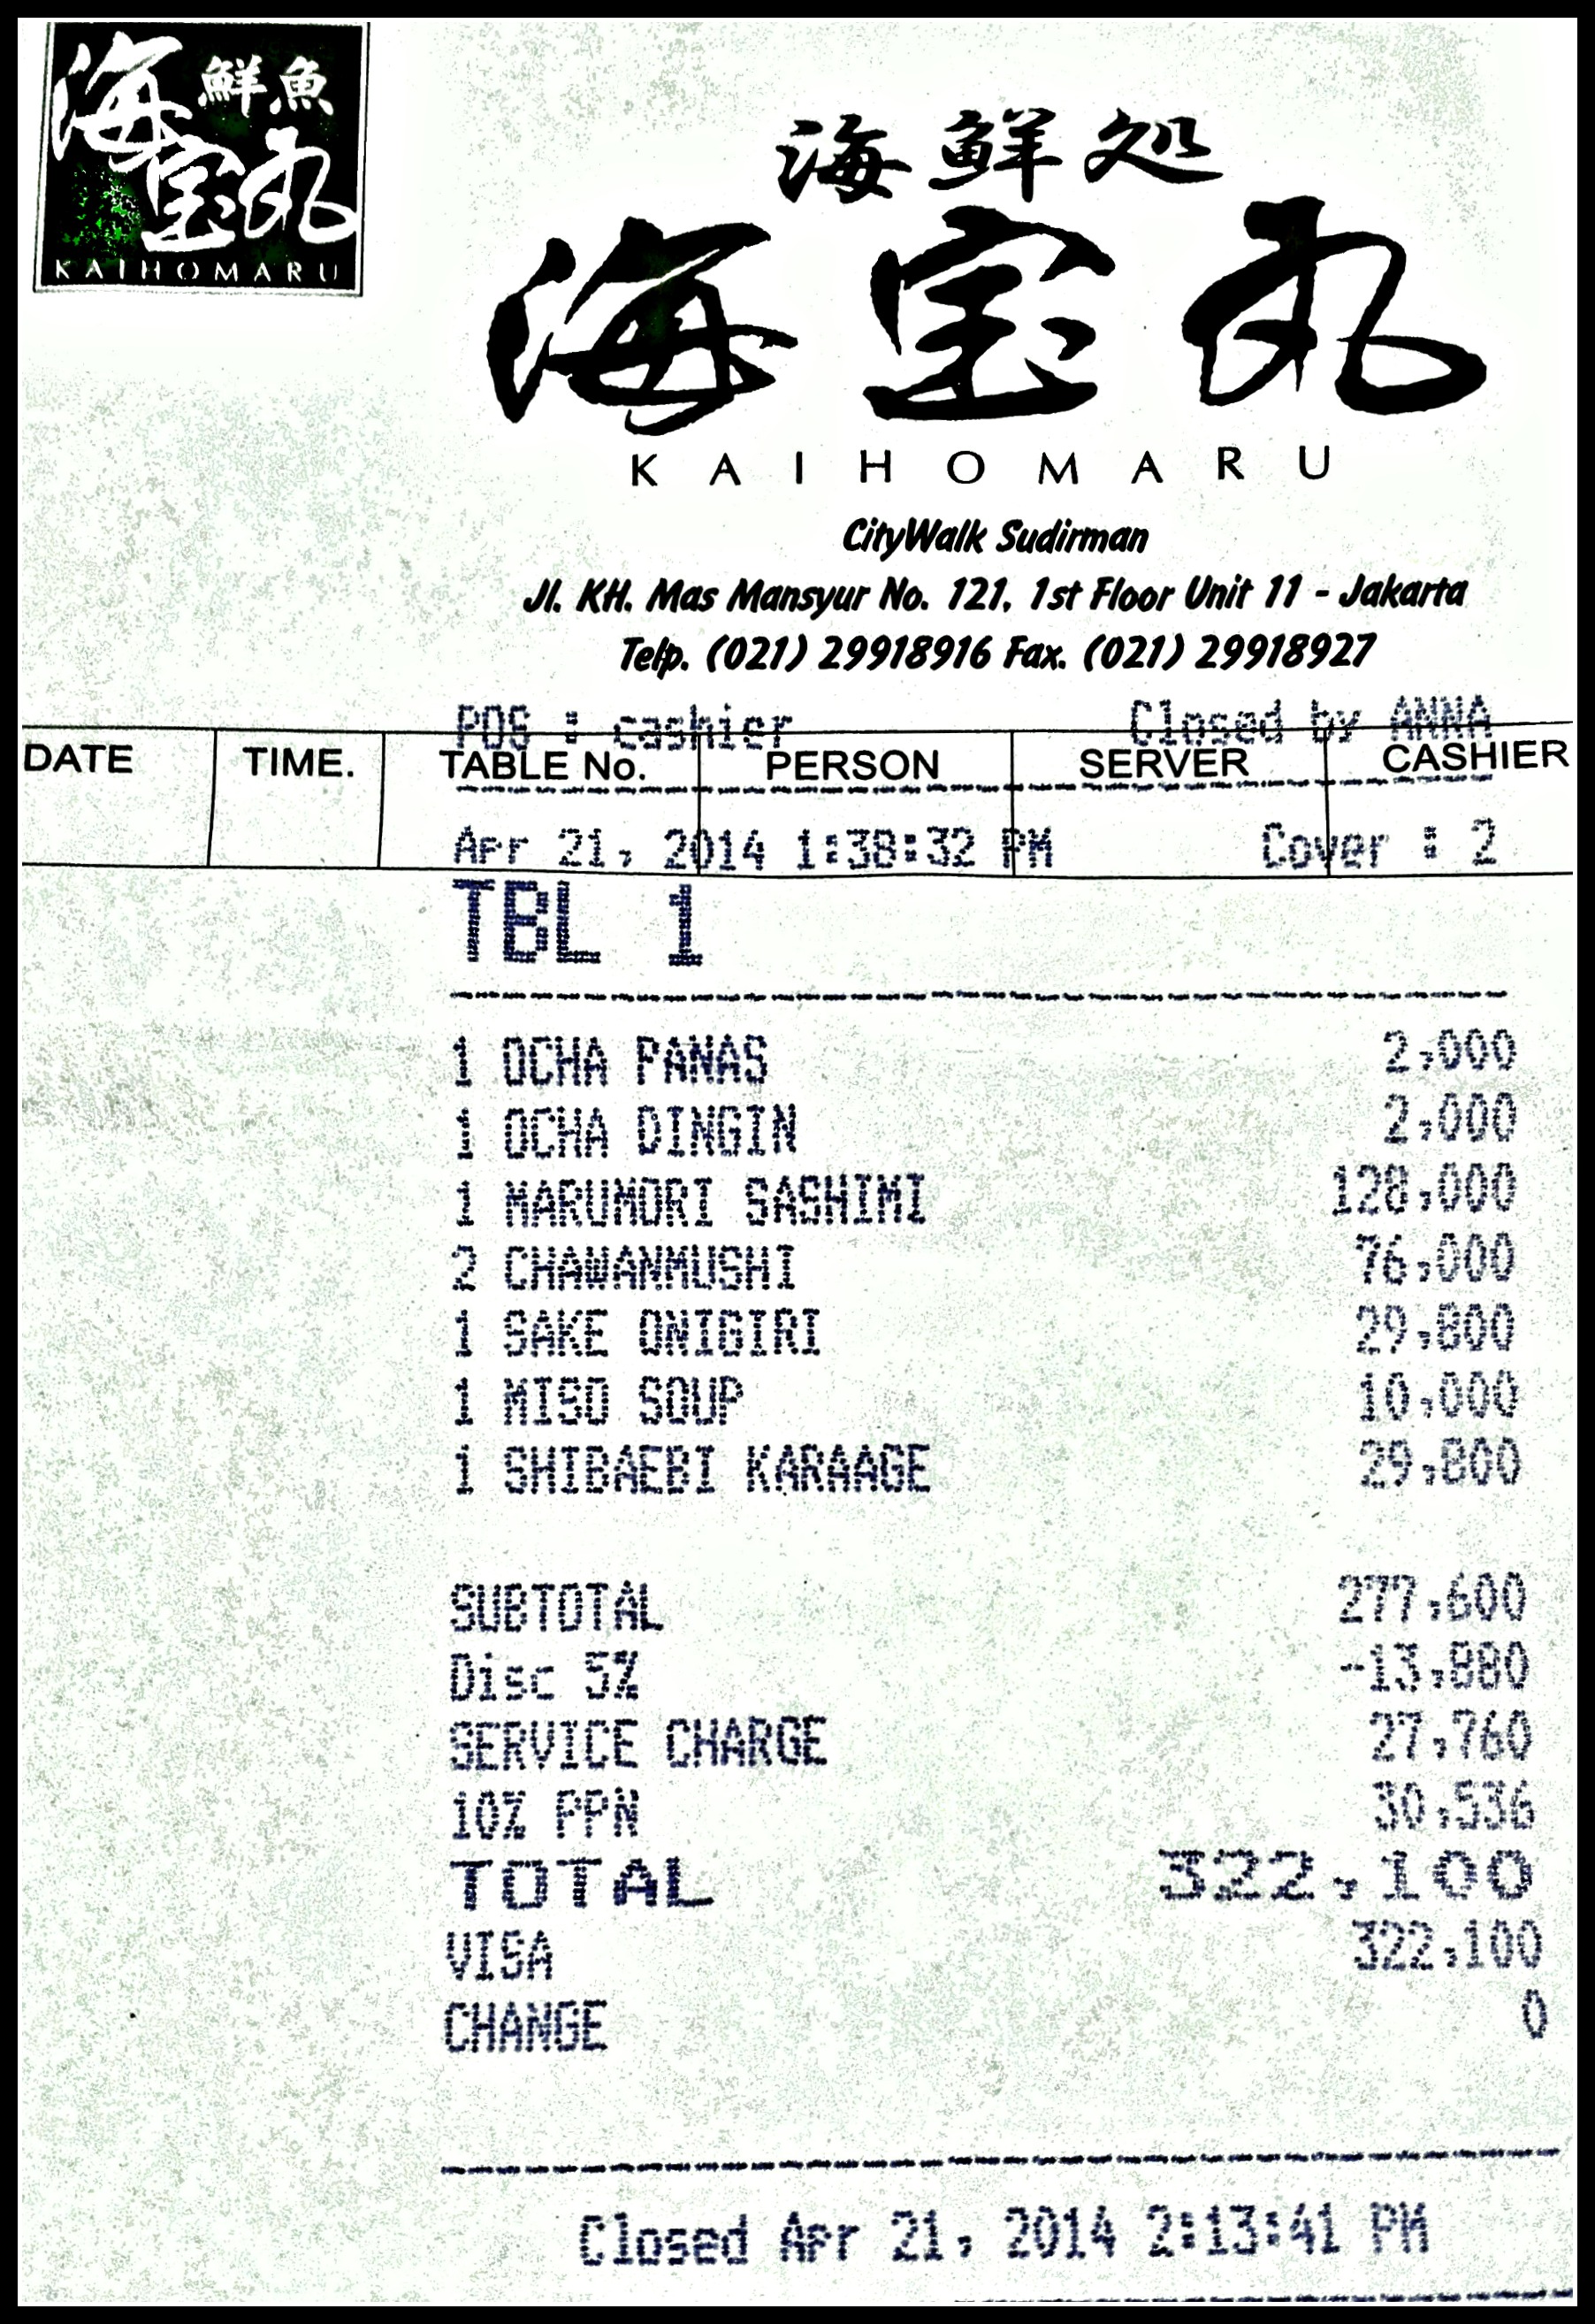 海鮮魚
海宝丸
KAIHOMARU
海鮮処
海宝丸
KAIHOMARU
CityWalk Sudirman
Jl. KH. Mas Mansyur No. 121, 1st Floor Unit 11 - Jakarta
Telp. (021) 29918916 Fax. (021) 29918927
POS : cashier Closed by ANNA
DATE TIME. TABLE No. PERSON SERVER CASHIER
Apr 21, 2014 1:38:32 PM Cover : 2
TBL 1
1 OCHA PANAS 2,000
1 OCHA DINGIN 2,000
1 MARUMORI SASHIMI 128,000
2 CHAWANMUSHI 76,000
1 SAKE ONIGIRI 29,800
1 MISO SOUP 10,000
1 SHIBAEBI KARAAGE 29,800
SUBTOTAL 277,600
Disc 5% -13,880
SERVICE CHARGE 27,760
10% PPN 30,536
TOTAL 322,100
VISA 322,100
CHANGE 0
Closed Apr 21, 2014 2:13:41 PM